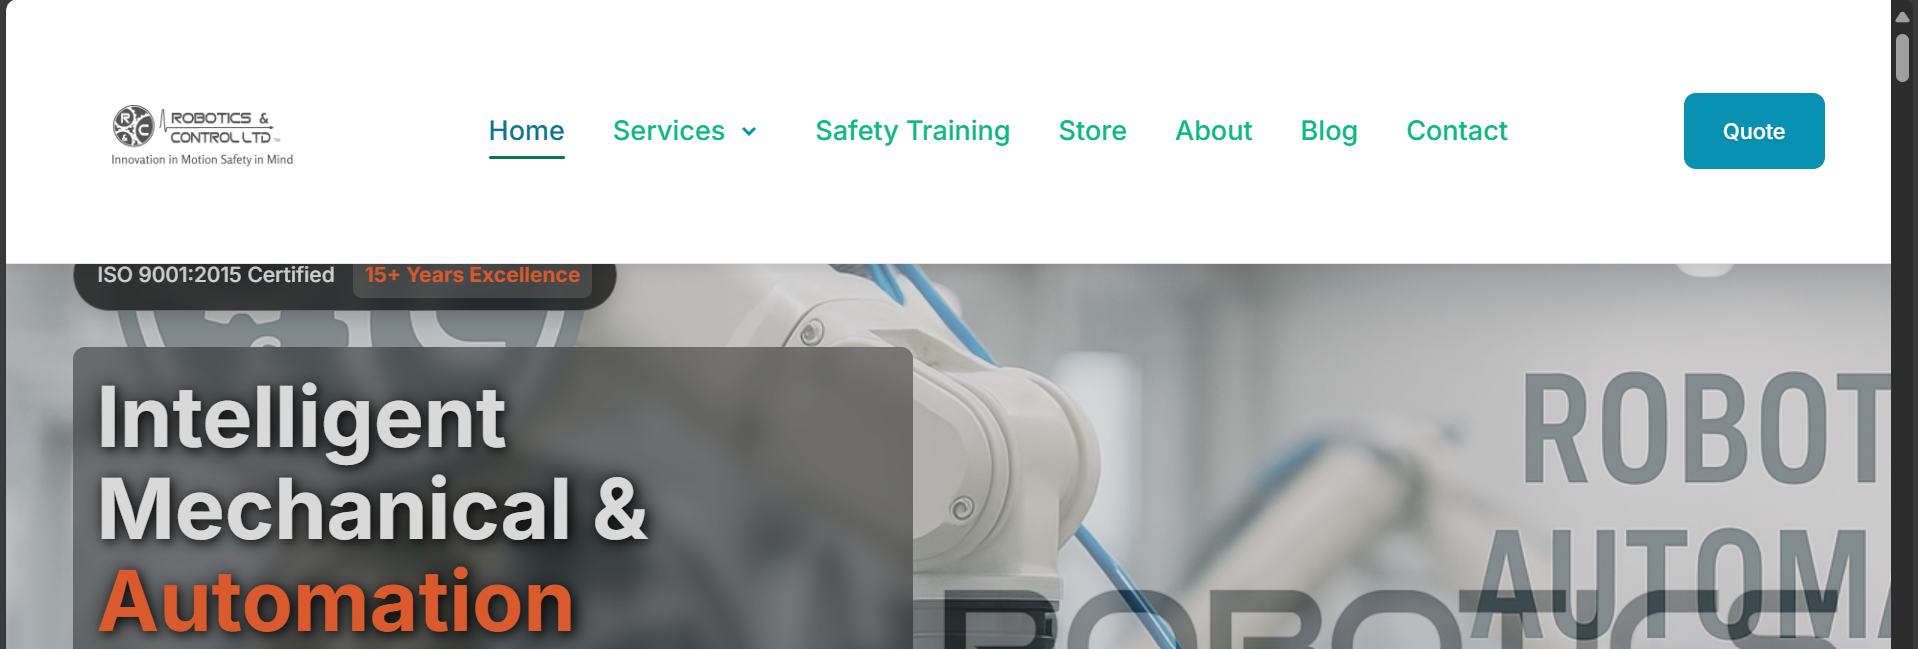 R
C
&
ROBOTICS &
CONTROL LTD
Innovation in Motion Safety in Mind
Home
Services
Safety Training
Store
About
Blog
Contact
Quote
ISO 9001:2015 Certified
15+ Years Excellence
Intelligent
Mechanical &
Automation
ROBOT
AUTOMA
ROBOTICS